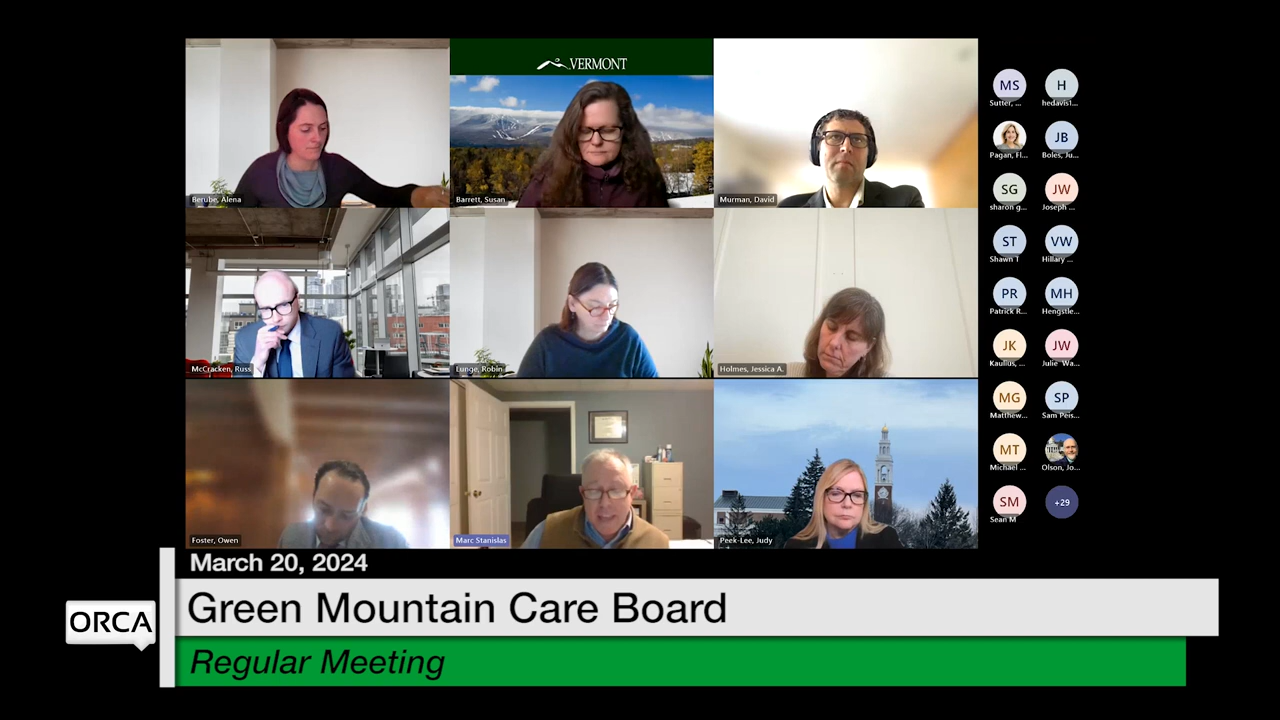 VERMONT
Berube, Alena
Barrett, Susan
Murman, David
McCracken, Russ
Lunge, Robin
Holmes, Jessica A.
Foster, Owen
Marc Stanislas
Peek-Lee, Judy
MS
H
Sutter, ...
hedavis1...
JB
Pagan, Fl...
Boles, Ju...
SG
JW
sharon g...
Joseph ...
ST
VW
Shawn T
Hillary ...
PR
MH
Patrick R...
Hengstle...
JK
JW
Kaulius, ...
Julie Wa...
MG
SP
Matthew...
Sam Peis...
MT
Michael ...
Olson, Jo...
SM
+29
Sean M
March 20, 2024
Green Mountain Care Board
ORCA
Regular Meeting